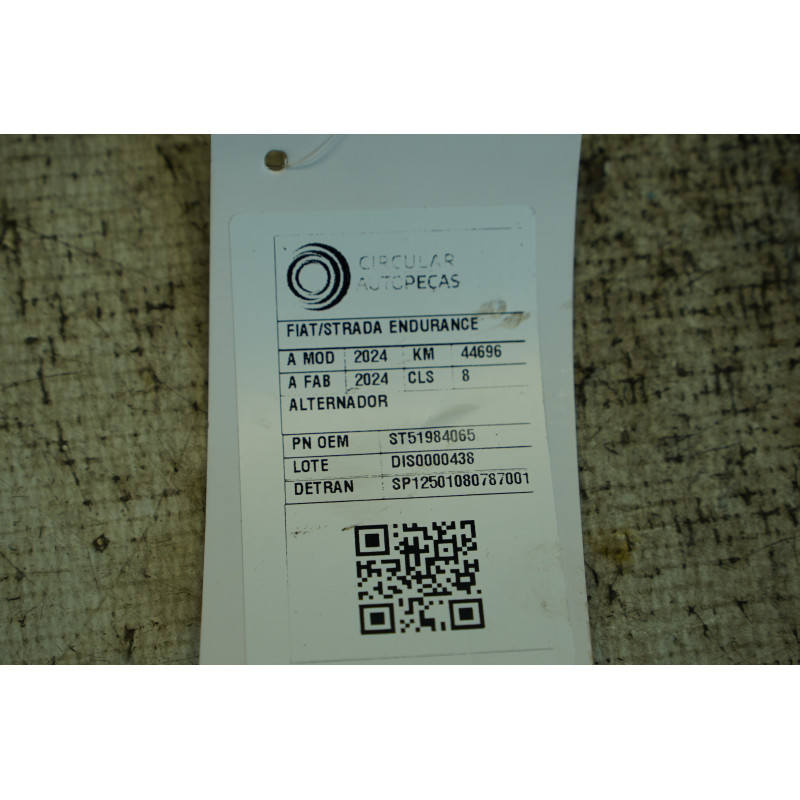 CIRCULAR
AUTOPEÇAS
FIAT/STRADA ENDURANCE
A MOD 2024 KM 44696
A FAB 2024 CLS 8
ALTERNADOR
PN OEM ST51984065
LOTE DIS0000438
DETRAN SP12501080787001